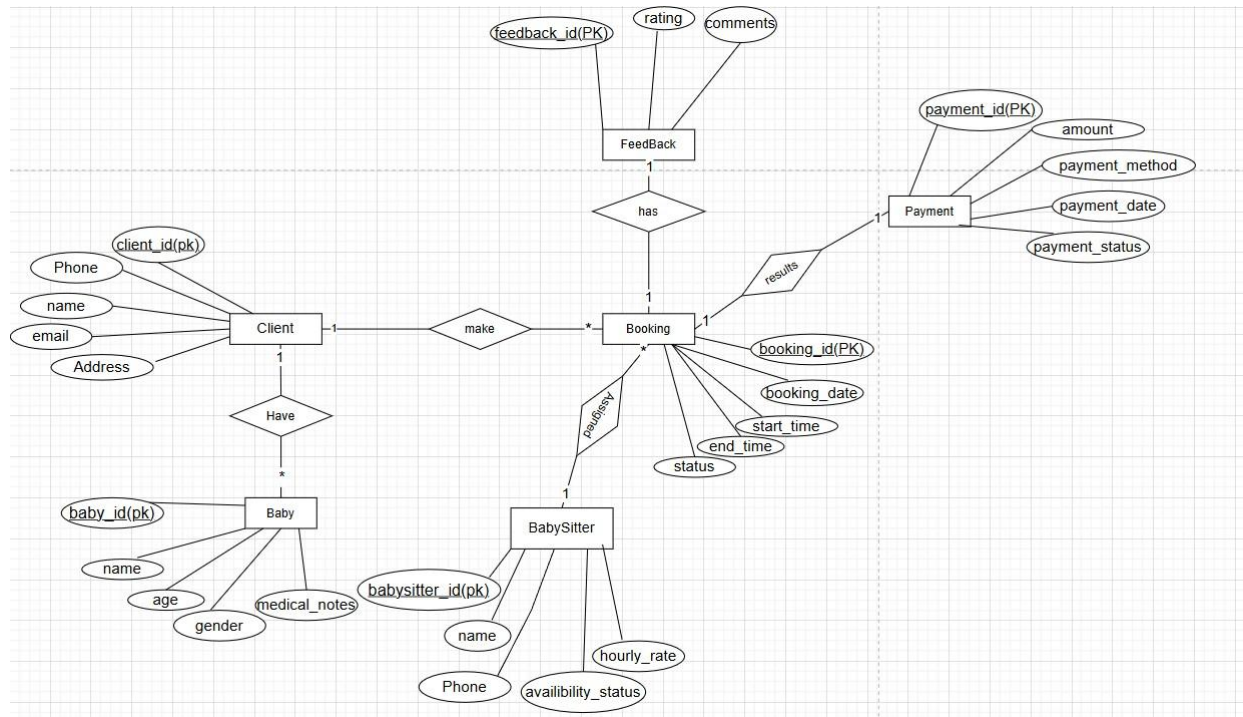 rating
comments
feedback_id(PK)
FeedBack
1
has
1
payment_id(PK)
amount
payment_method
Payment
payment_date
payment_status
1
results
1
client_id(pk)
Phone
name
email
Address
Client
1
make
*
Booking
booking_id(PK)
booking_date
start_time
end_time
status
*
Assigned
1
1
Have
*
baby_id(pk)
Baby
name
age
gender
medical_notes
BabySitter
babysitter_id(pk)
name
Phone
availibility_status
hourly_rate